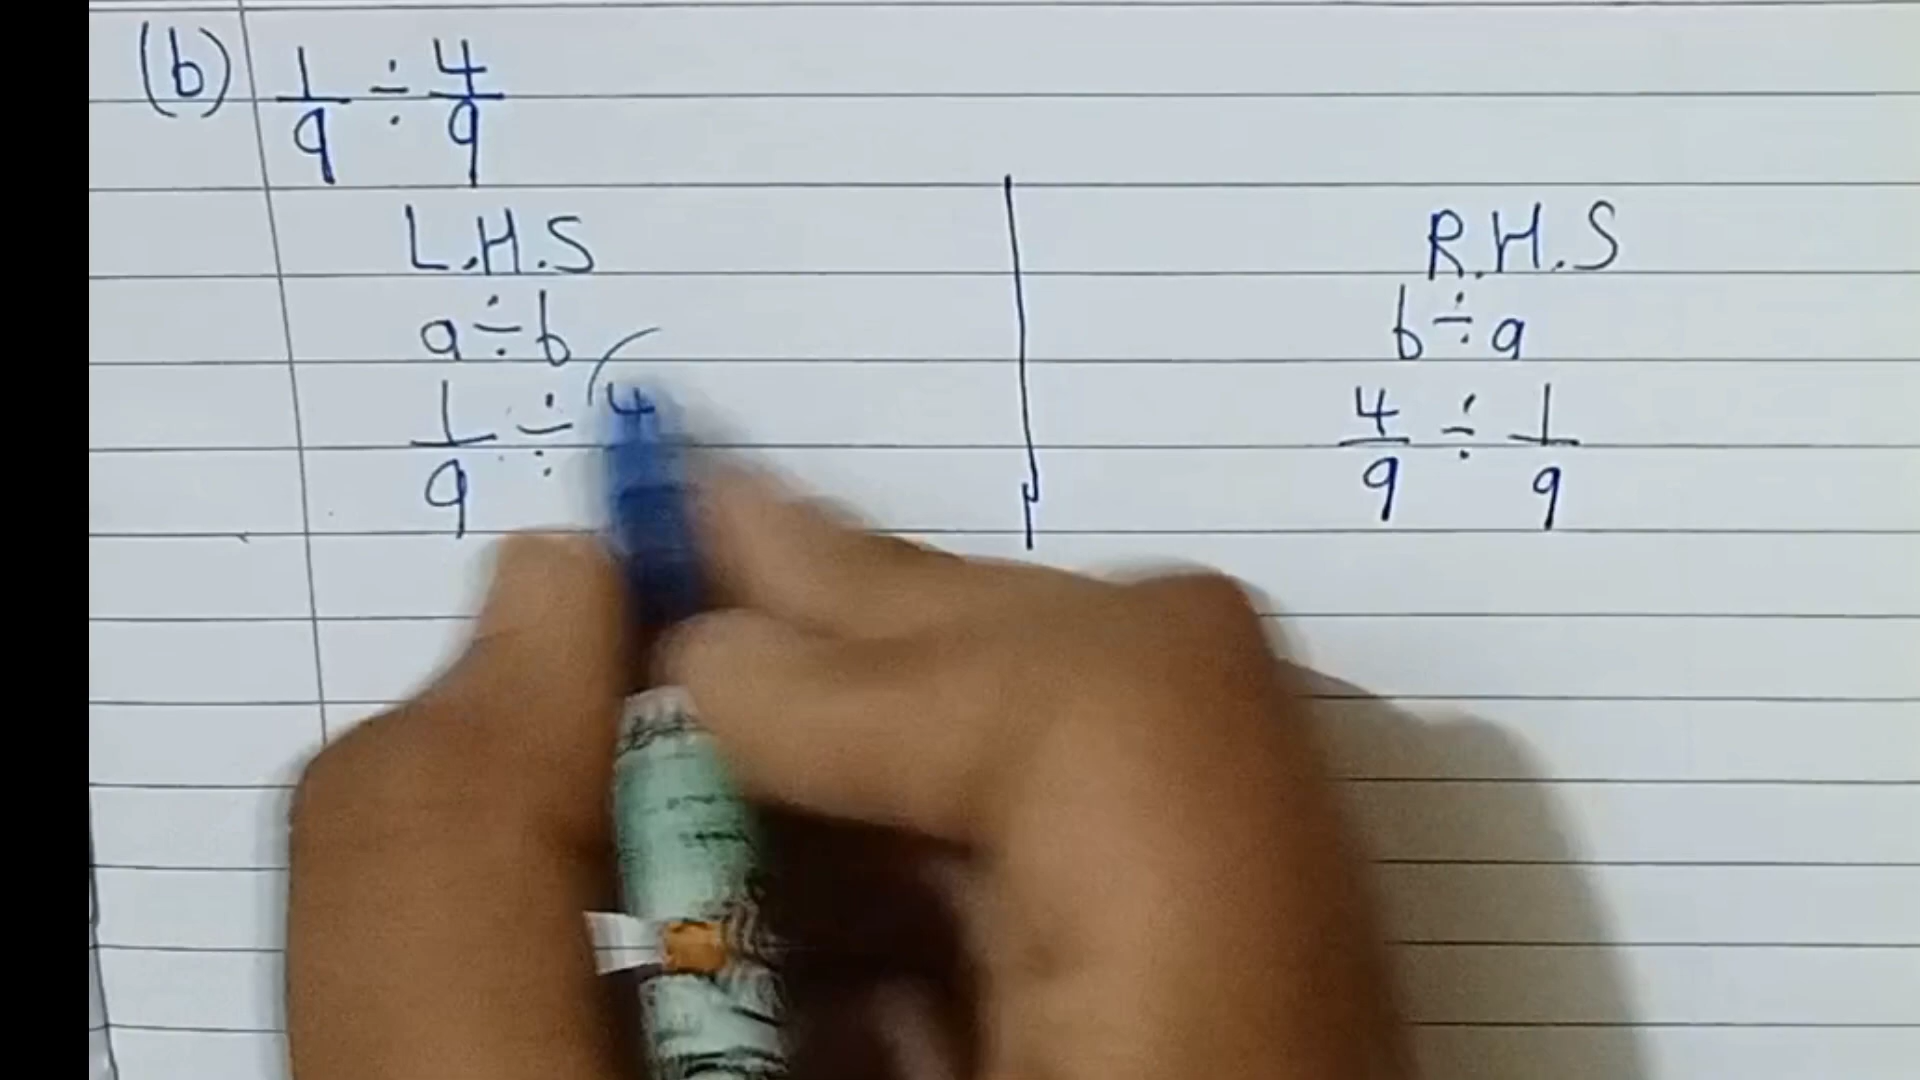 (b) 1/9 ÷ 4/9
L.H.S
a÷b
1/9 ÷ 4
R.H.S
b÷a
4/9 ÷ 1/9